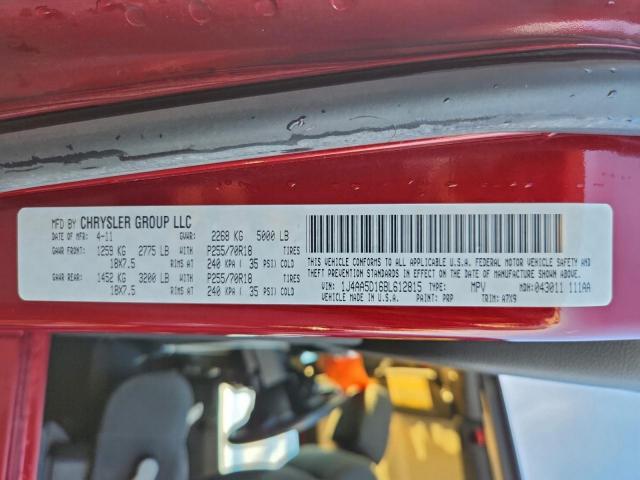 MFD BY CHRYSLER GROUP LLC
DATE OF MFR: 4-11 GVWR: 2268 KG 5000 LB
GAWR FRONT: 1259 KG 2775 LB WITH P255/70R18 TIRES
18X7.5 RIMS AT 240 KPA ( 35 PSI) COLD
GAWR REAR: 1452 KG 3200 LB WITH P255/70R18 TIRES
18X7.5 RIMS AT 240 KPA ( 35 PSI) COLD
THIS VEHICLE CONFORMS TO ALL APPLICABLE U.S.A. FEDERAL MOTOR VEHICLE SAFETY AND
THEFT PREVENTION STANDARDS IN EFFECT ON THE DATE OF MANUFACTURE SHOWN ABOVE.
VIN: 1J4AA5D16BL612815 TYPE: MPV MDH: 043011 111AA
MADE IN U.S.A. PAINT: PRP TRIM: A7X9